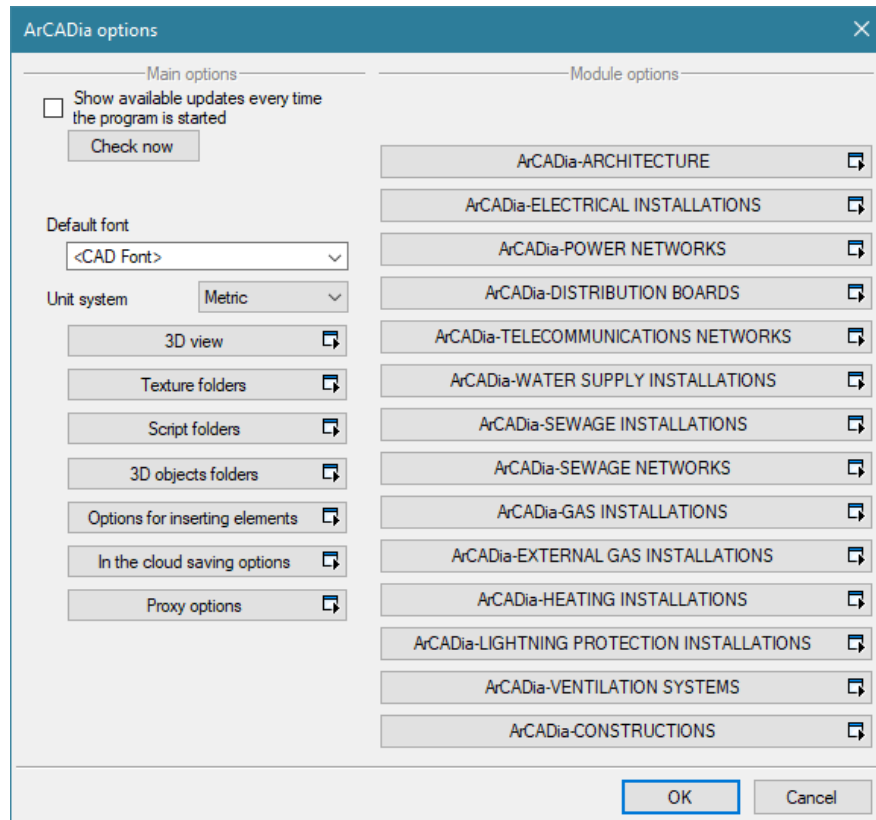 ArCADia options
Main options
Show available updates every time
the program is started
Check now
Default font
<CAD Font>
Unit system
Metric
3D view
Texture folders
Script folders
3D objects folders
Options for inserting elements
In the cloud saving options
Proxy options
Module options
ArCADia-ARCHITECTURE
ArCADia-ELECTRICAL INSTALLATIONS
ArCADia-POWER NETWORKS
ArCADia-DISTRIBUTION BOARDS
ArCADia-TELECOMMUNICATIONS NETWORKS
ArCADia-WATER SUPPLY INSTALLATIONS
ArCADia-SEWAGE INSTALLATIONS
ArCADia-SEWAGE NETWORKS
ArCADia-GAS INSTALLATIONS
ArCADia-EXTERNAL GAS INSTALLATIONS
ArCADia-HEATING INSTALLATIONS
ArCADia-LIGHTNING PROTECTION INSTALLATIONS
ArCADia-VENTILATION SYSTEMS
ArCADia-CONSTRUCTIONS
OK
Cancel